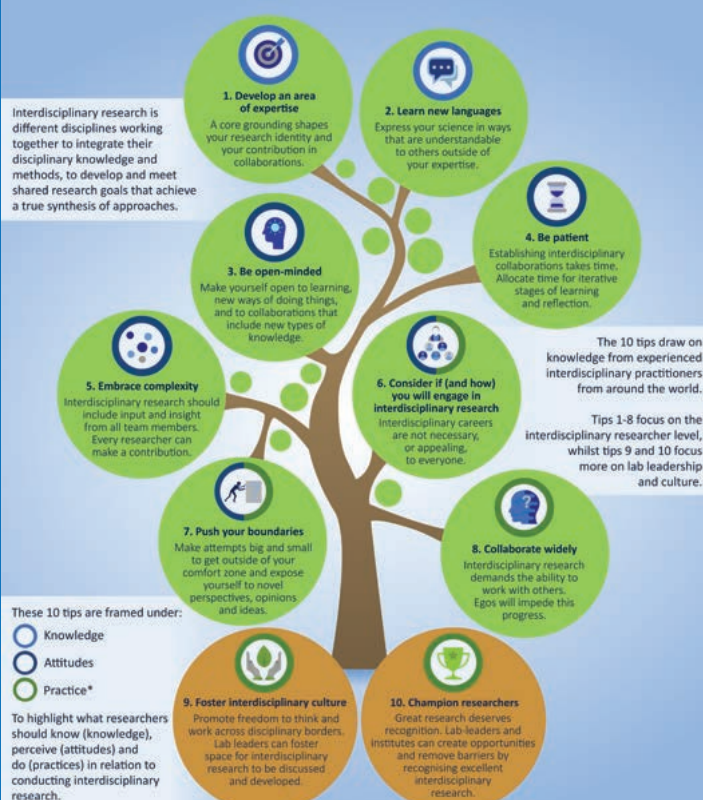 1. Develop an area
of expertise
A core grounding shapes
your research identity and
your contribution in
collaborations.
2. Learn new languages
Express your science in ways
that are understandable
to others outside of
your expertise.
Interdisciplinary research is
different disciplines working
together to integrate their
disciplinary knowledge and
methods, to develop and meet
shared research goals that achieve
a true synthesis of approaches.
3. Be open-minded
Make yourself open to learning,
new ways of doing things,
and to collaborations that
include new types of
knowledge.
4. Be patient
Establishing interdisciplinary
collaborations takes time.
Allocate time for iterative
stages of learning
and reflection.
5. Embrace complexity
Interdisciplinary research should
include input and insight
from all team members.
Every researcher can
make a contribution.
6. Consider if (and how)
you will engage in
interdisciplinary research
Interdisciplinary careers
are not necessary,
or appealing,
to everyone.
The 10 tips draw on
knowledge from experienced
interdisciplinary practitioners
from around the world.
Tips 1-8 focus on the
interdisciplinary researcher level,
whilst tips 9 and 10 focus
more on lab leadership
and culture.
7. Push your boundaries
Make attempts big and small
to get outside of your
comfort zone and expose
yourself to novel
perspectives, opinions
and ideas.
?
8. Collaborate widely
Interdisciplinary research
demands the ability to
work with others.
Egos will impede this
progress.
These 10 tips are framed under:
Knowledge
Attitudes
Practice*
To highlight what researchers
should know (knowledge),
perceive (attitudes) and
do (practices) in relation to
conducting interdisciplinary
research.
9. Foster interdisciplinary culture
Promote freedom to think and
work across disciplinary borders.
Lab leaders can foster
space for interdisciplinary
research to be discussed
and developed.
10. Champion researchers
Great research deserves
recognition. Lab-leaders and
institutes can create opportunities
and remove barriers by
recognising excellent
interdisciplinary
research.